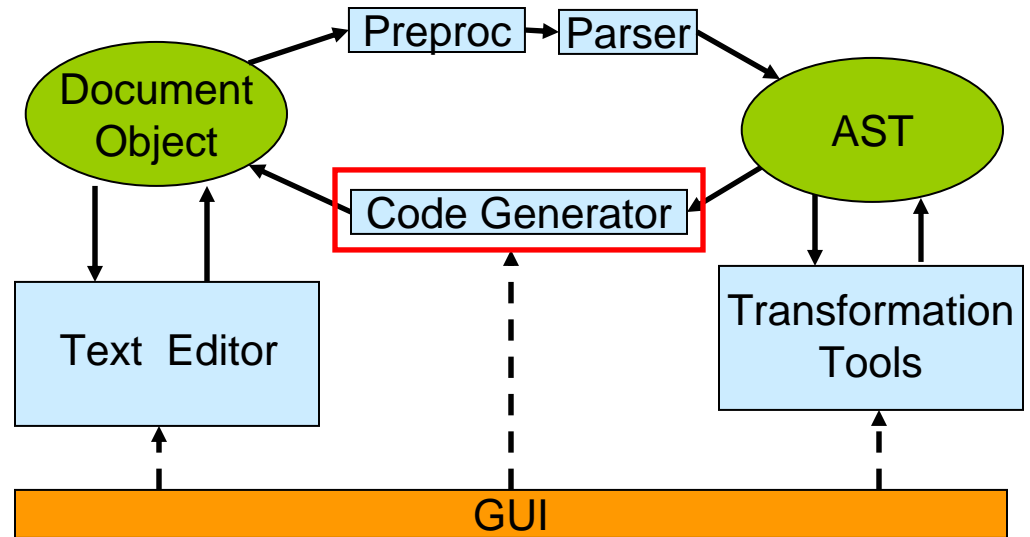 Preproc
Parser
Document
Object
AST
Code Generator
Text Editor
Transformation
Tools
GUI